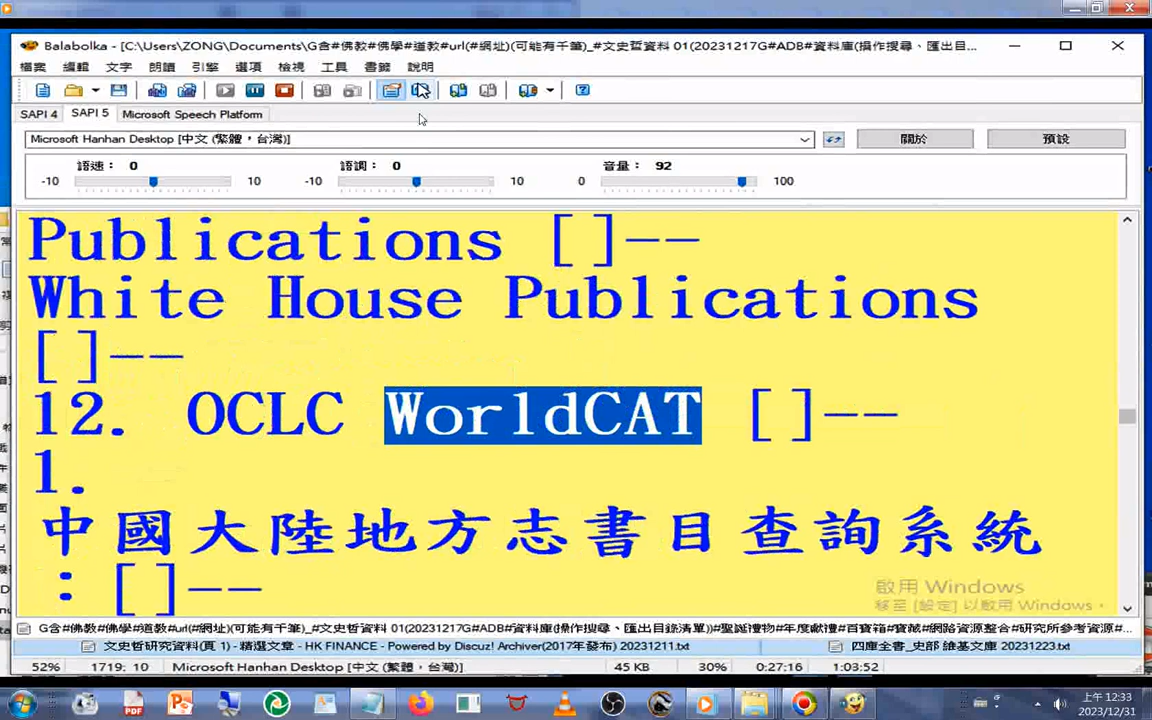 Balabolka - [C:\Users\ZONG\Documents\G含#佛教#佛學#道教#url(#網址)(可能有千筆)_#文史哲資料 01(20231217G#ADB#資料庫(操作搜尋、匯出目...
檔案 編輯 文字 朗讀 引擎 選項 檢視 工具 書籤 說明
SAPI 4 SAPI 5 Microsoft Speech Platform
Microsoft Hanhan Desktop [中文 (繁體，台灣)] 關於 預設
語速： 0 語調： 0 音量： 92
-10 10 -10 10 0 100
Publications []--
White House Publications
[]--
12. OCLC WorldCAT []--
1.
中國大陸地方志書目查詢系統
：[]--
啟用 Windows
移至 [設定] 以啟用 Windows。
G含#佛教#佛學#道教#url(#網址)(可能有千筆)_#文史哲資料 01(20231217G#ADB#資料庫(操作搜尋、匯出目錄清單))#聖誕禮物#年度獻禮#百寶箱#寶藏#網路資源整合#研究所參考資源#...
文史哲研究資料(頁 1) - 精選文章 - HK FINANCE - Powered by Discuz! Archiver(2017年發布) 20231211.txt 四庫全書_史部 維基文庫 20231223.txt
52% 1719: 10 Microsoft Hanhan Desktop [中文 (繁體，台灣)] 45 KB 30% 0:27:16 1:03:52
上午 12:33
2023/12/31